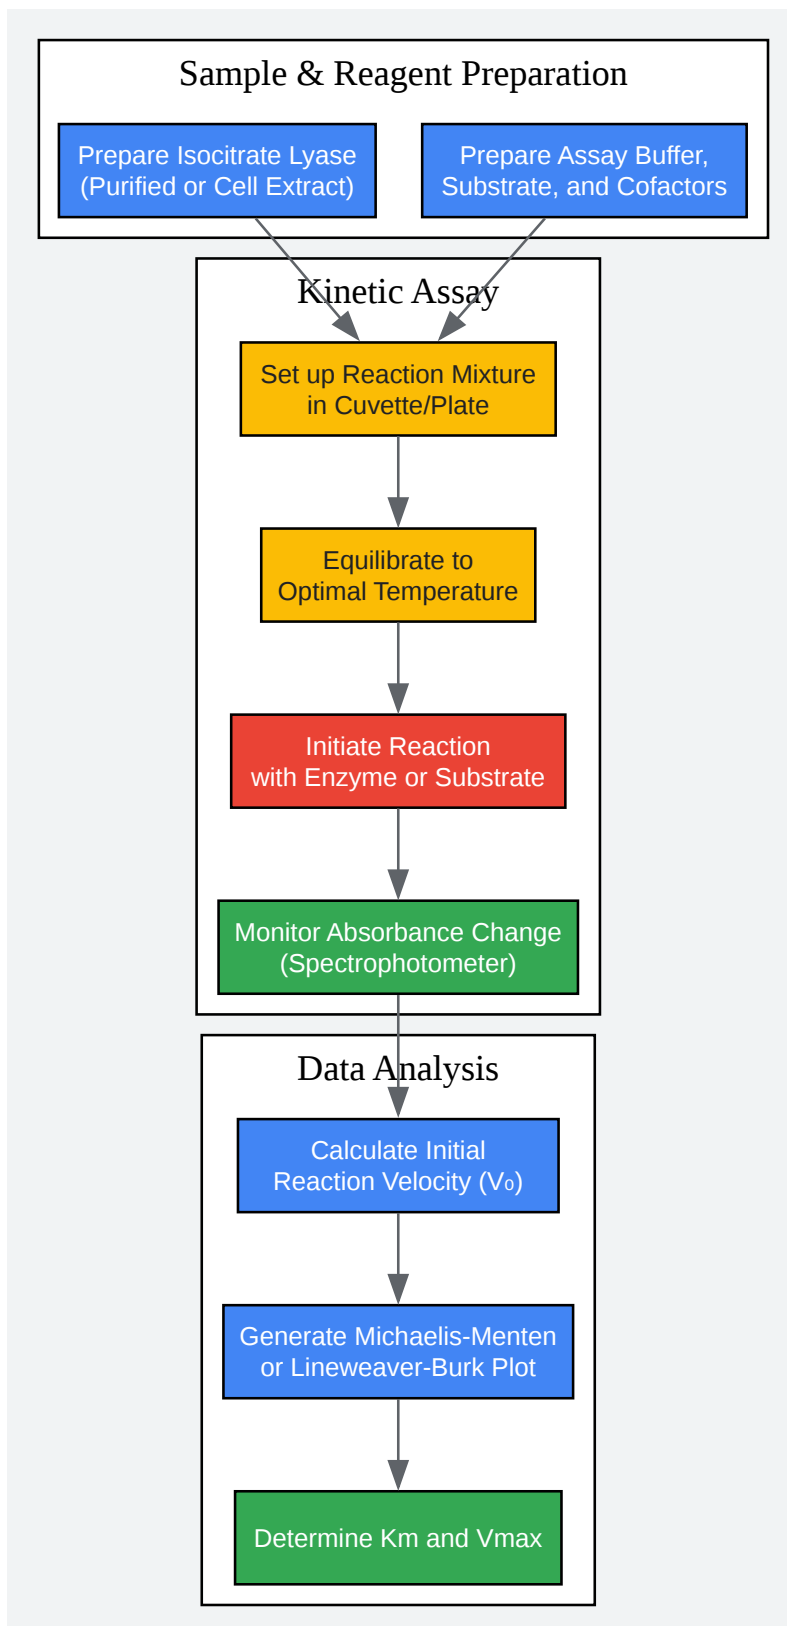 Sample & Reagent Preparation
Prepare Isocitrate Lyase
(Purified or Cell Extract)
Prepare Assay Buffer,
Substrate, and Cofactors
Kinetic Assay
Set up Reaction Mixture
in Cuvette/Plate
Equilibrate to
Optimal Temperature
Initiate Reaction
with Enzyme or Substrate
Monitor Absorbance Change
(Spectrophotometer)
Data Analysis
Calculate Initial
Reaction Velocity (V₀)
Generate Michaelis-Menten
or Lineweaver-Burk Plot
Determine Km and Vmax